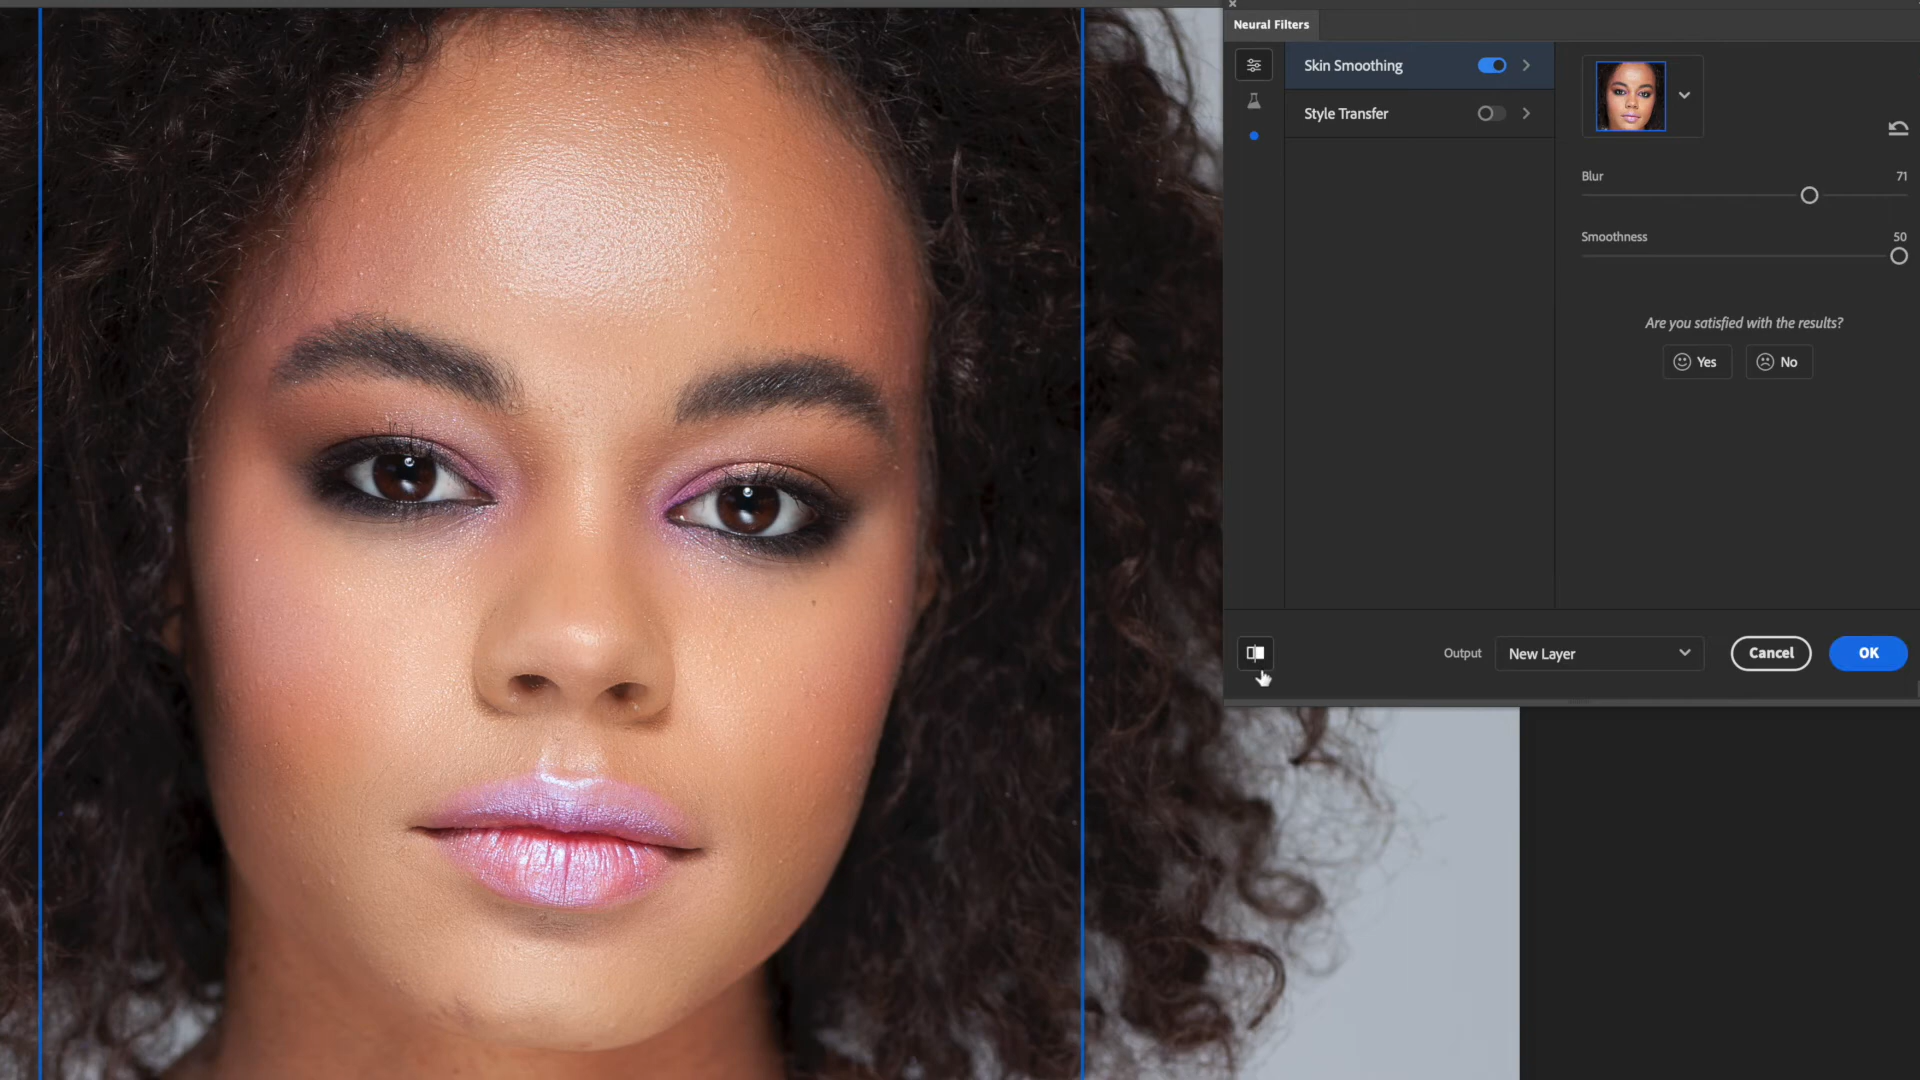 Neural Filters
Skin Smoothing
Style Transfer
Blur 71
Smoothness 50
Are you satisfied with the results?
Yes No
Output New Layer Cancel OK